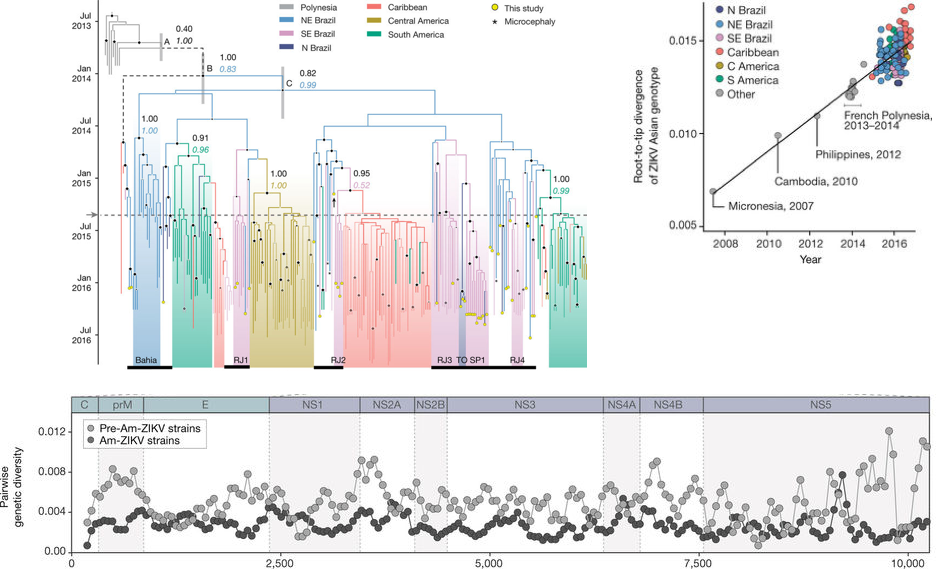 Jul
2013
Jan
2014
Jul
2014
Jan
2015
Jul
2015
Jan
2016
Jul
2016
Polynesia
NE Brazil
SE Brazil
N Brazil
Caribbean
Central America
South America
This study
Microcephaly
0.40
A 1.00
1.00
B 0.83
0.82
C 0.99
1.00
1.00
0.91
0.96
1.00
1.00
0.95
0.52
1.00
0.99
Bahia
RJ1
RJ2
RJ3
TO
SP1
RJ4
Root-to-tip divergence
of ZIKV Asian genotype
0.015
0.010
0.005
N Brazil
NE Brazil
SE Brazil
Caribbean
C America
S America
Other
French Polynesia,
2013–2014
Philippines, 2012
Cambodia, 2010
Micronesia, 2007
2008
2010
2012
2014
2016
Year
C
prM
E
NS1
NS2A
NS2B
NS3
NS4A
NS4B
NS5
Pre-Am-ZIKV strains
Am-ZIKV strains
Pairwise
genetic diversity
0.012
0.008
0.004
0.00
0
2,500
5,000
7,500
10,000